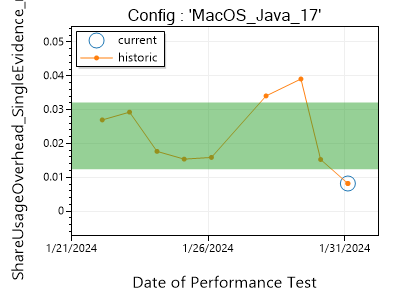 Config : 'MacOS_Java_17'
current
historic
0.05
0.04
0.03
0.02
0.01
0
1/21/2024
1/26/2024
1/31/2024
Date of Performance Test
ShareUsageOverhead_SingleEvidence_